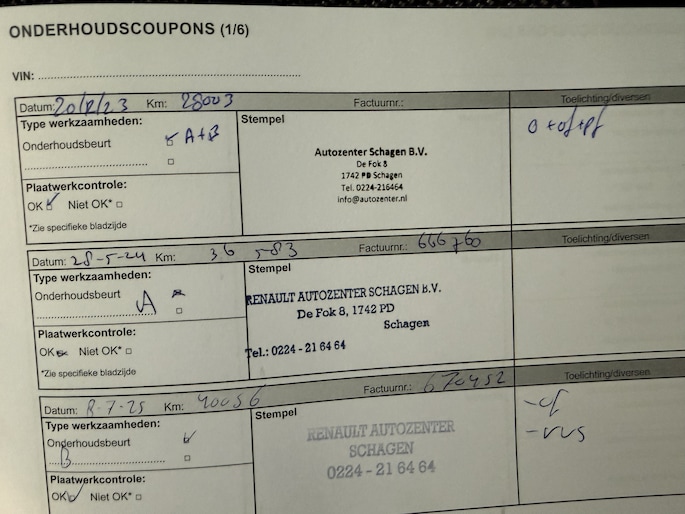 ONDERHOUDSCOUPONS (1/6)
VIN:
Datum: 20/12/23 Km: 28003 Factuurnr.: Toelichting/diversen
Type werkzaamheden:
Onderhoudsbeurt A+B
Plaatwerkcontrole:
OK Niet OK*
*Zie specifieke bladzijde
Stempel
Autozenter Schagen B.V.
De Fok 8
1742 PD Schagen
Tel. 0224-216464
info@autozenter.nl
O+of+pf
Datum: 28-5-24 Km: 36 583 Factuurnr.: 666760 Toelichting/diversen
Type werkzaamheden:
Onderhoudsbeurt
A
Plaatwerkcontrole:
OK Niet OK*
*Zie specifieke bladzijde
Stempel
RENAULT AUTOZENTER SCHAGEN B.V.
De Fok 8, 1742 PD
Schagen
Tel.: 0224 - 21 64 64
Datum: 8-7-25 Km: 40056 Factuurnr.: 670452 Toelichting/diversen
Type werkzaamheden:
Onderhoudsbeurt
B
Plaatwerkcontrole:
OK Niet OK*
Stempel
RENAULT AUTOZENTER
SCHAGEN
0224 - 21 64 64